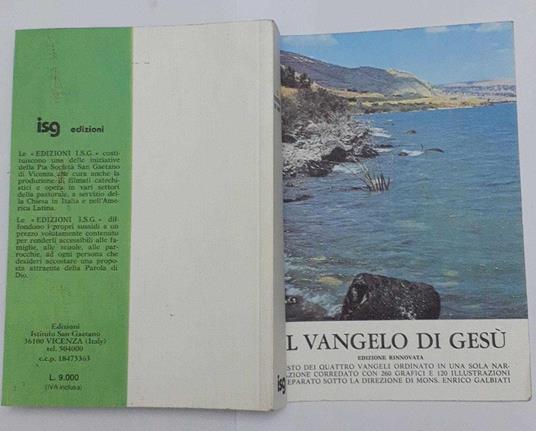 isg edizioni
Le «EDIZIONI I.S.G.» costi-
tuiscono una delle iniziative
della Pia Società San Gaetano
di Vicenza che cura anche la
produzione di filmati catechi-
stici e opera in vari settori
della pastorale, a servizio del-
la Chiesa in Italia e nell'Ame-
rica Latina.
Le «EDIZIONI I.S.G.» dif-
fondono i propri sussidi a un
prezzo volutamente contenuto
per renderli accessibili alle fa-
miglie, alle scuole, alle par-
rocchie, ad ogni persona che
desideri accostare una propo-
sta attraente della Parola di
Dio.
Edizioni
Istituto San Gaetano
36100 VICENZA (Italy)
tel. 504000
c.c.p. 18473363
L. 9.000
(IVA inclusa)
L VANGELO DI GESÙ
EDIZIONE RINNOVATA
ESTO DEI QUATTRO VANGELI ORDINATO IN UNA SOLA NAR-
AZIONE CORREDATO CON 260 GRAFICI E 120 ILLUSTRAZIONI
EPARATO SOTTO LA DIREZIONE DI MONS. ENRICO GALBIATI
isg